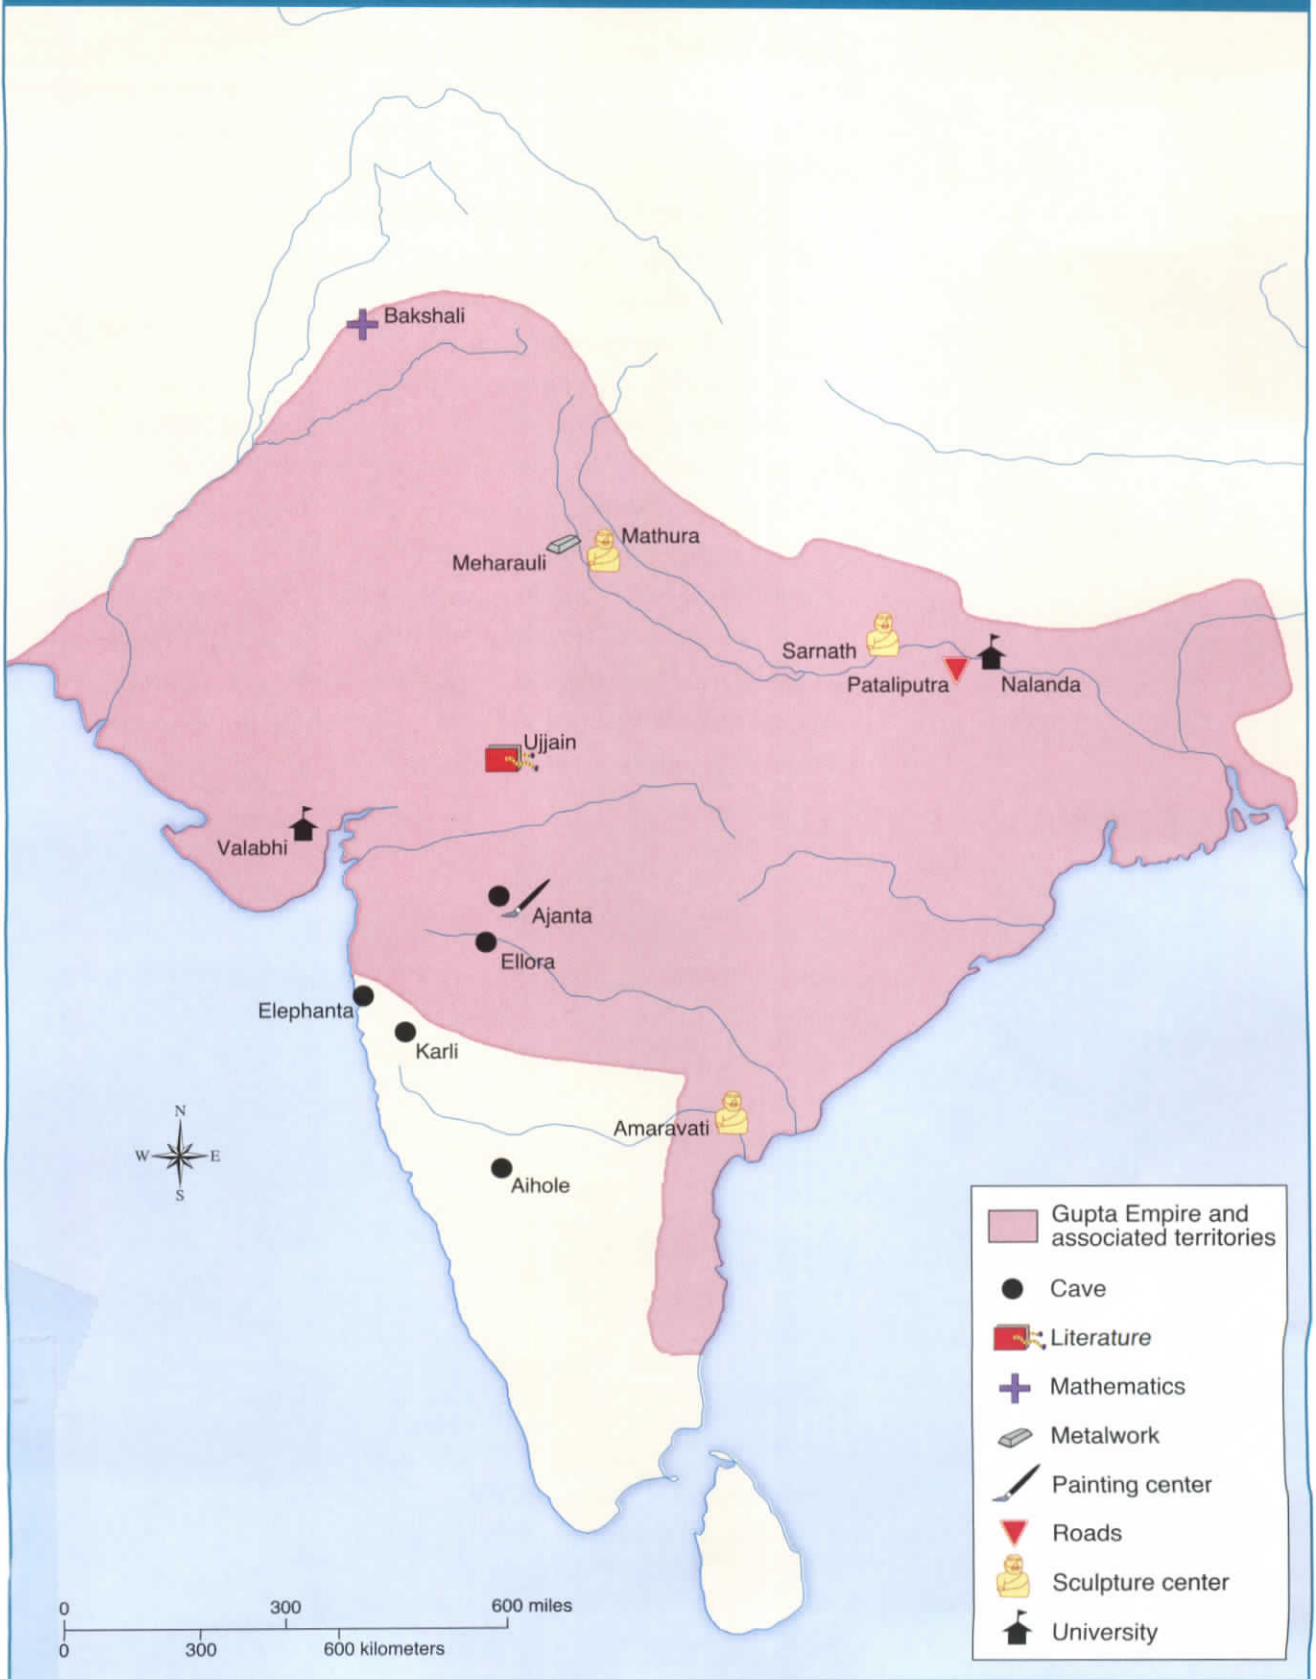 Bakshali
Mathura
Meharauli
Sarnath
Pataliputra
Nalanda
Ujjain
Valabhi
Ajanta
Ellora
Elephanta
Karli
Amaravati
Aihole
N
W E
S
Gupta Empire and
associated territories
Cave
Literature
Mathematics
Metalwork
Painting center
Roads
Sculpture center
University
0 300 600 miles
0 300 600 kilometers